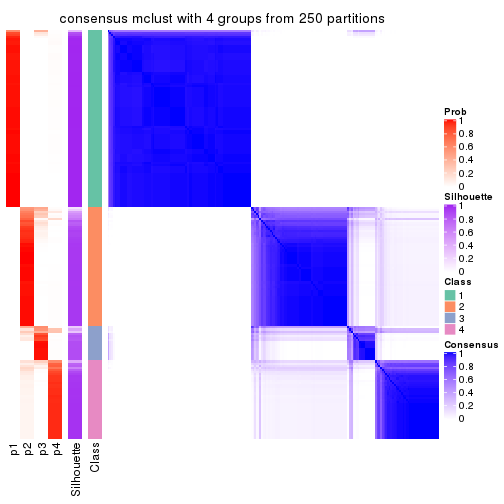 consensus mclust with 4 groups from 250 partitions
Prob
1
0.8
0.6
0.4
0.2
0
Silhouette
1
0.8
0.6
0.4
0.2
0
Class
1
2
3
4
Consensus
1
0.8
0.6
0.4
0.2
0
p1
p2
p3
p4
Silhouette
Class